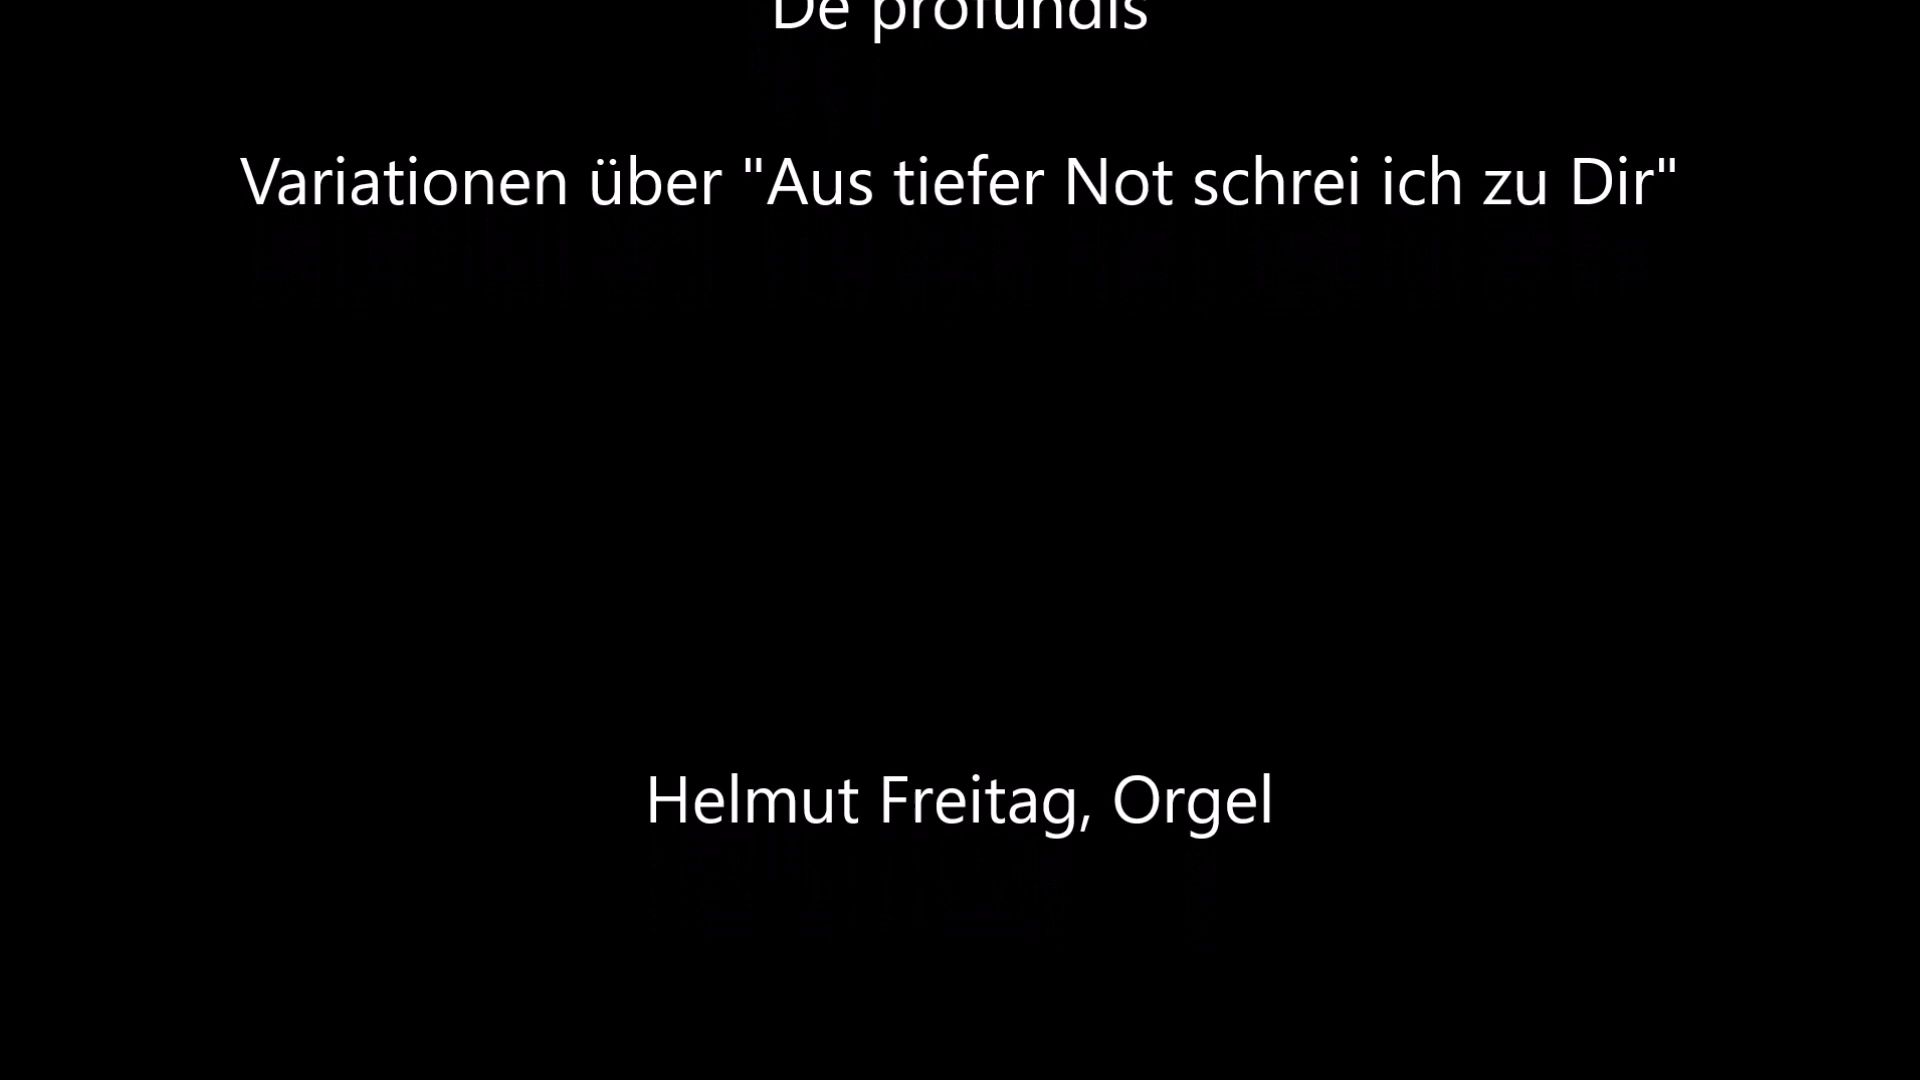 De profundis
Variationen über "Aus tiefer Not schrei ich zu Dir"
Helmut Freitag, Orgel